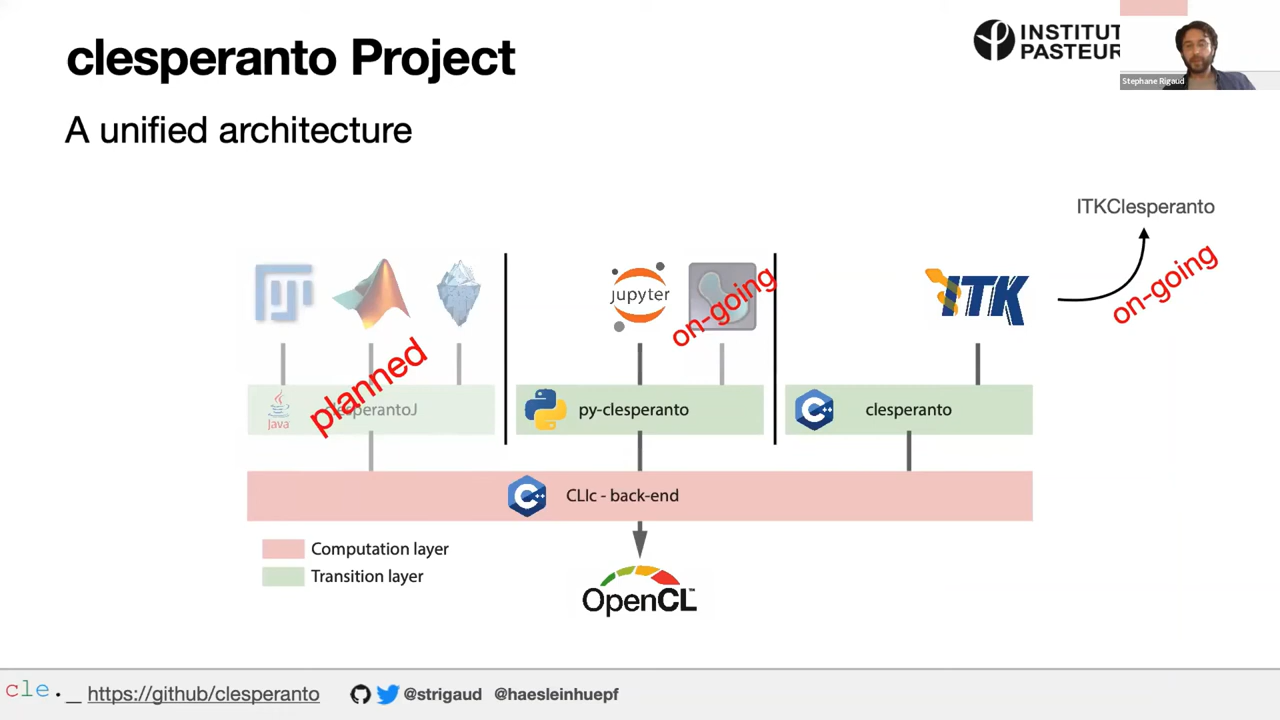 clesperanto Project
INSTITUT
PASTEUR
Stephane Rigaud
A unified architecture
ITKClesperanto
on-going
jupyter
on-going
ITK
planned
Java
py-clesperanto
clesperanto
CLIc - back-end
Computation layer
Transition layer
OpenCL™
cle._ https://github/clesperanto @strigaud @haesleinhuepf